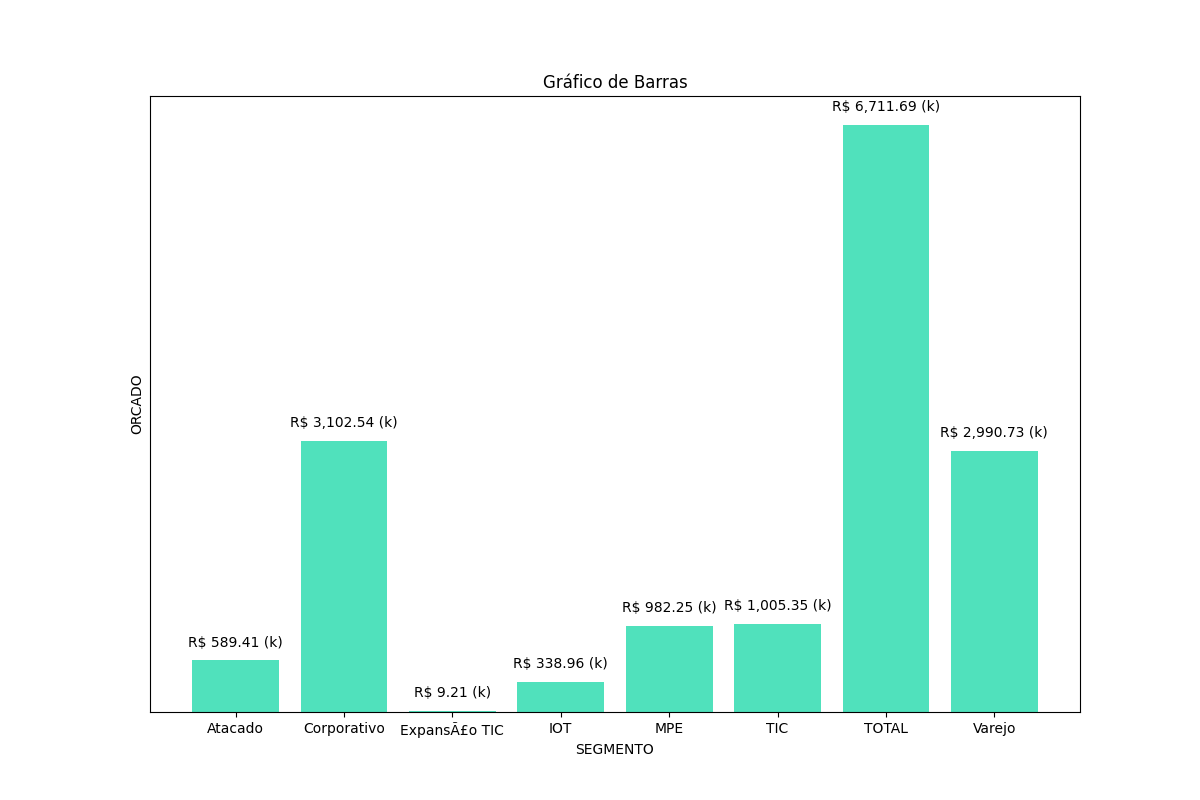 Gráfico de Barras
R$ 6,711.69 (k)
R$ 3,102.54 (k)
R$ 2,990.73 (k)
R$ 982.25 (k)
R$ 1,005.35 (k)
R$ 589.41 (k)
R$ 338.96 (k)
R$ 9.21 (k)
ORCADO
Atacado
Corporativo
ExpansÃ£o TIC
IOT
MPE
TIC
TOTAL
Varejo
SEGMENTO